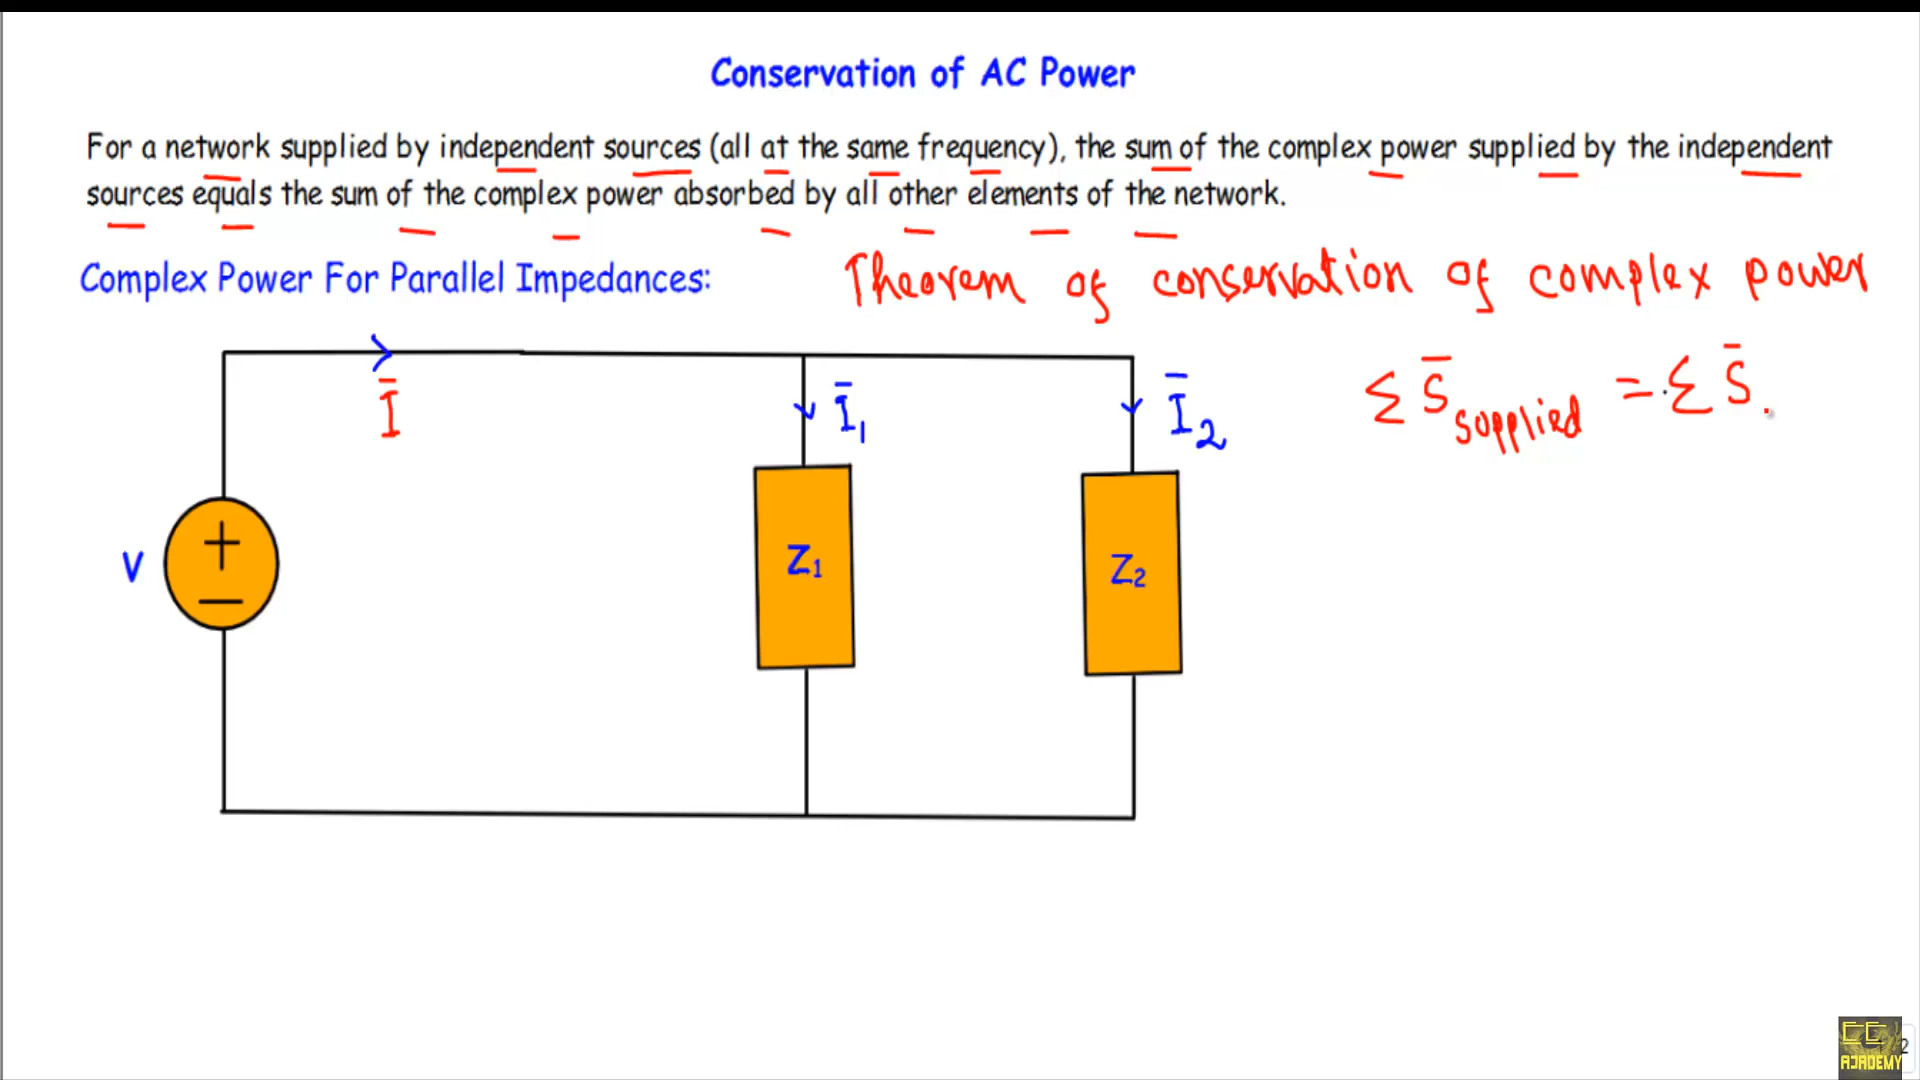 Conservation of AC Power
For a network supplied by independent sources (all at the same frequency), the sum of the complex power supplied by the independent
sources equals the sum of the complex power absorbed by all other elements of the network.
Complex Power For Parallel Impedances:
Theorem of conservation of complex power
Σ S̄ supplied = Σ S̄
Ī
Ī₁
Ī₂
V
+
−
Z₁
Z₂
EE
AJADEMY
2